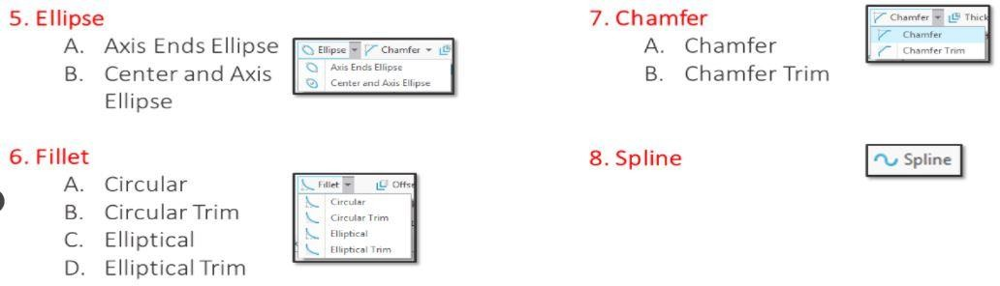 5. Ellipse
A. Axis Ends Ellipse
B. Center and Axis
Ellipse
Ellipse Chamfer
Axis Ends Ellipse
Center and Axis Ellipse
6. Fillet
A. Circular
B. Circular Trim
C. Elliptical
D. Elliptical Trim
Fillet Offse
Circular
Circular Trim
Elliptical
Elliptical Trim
7. Chamfer
A. Chamfer
B. Chamfer Trim
Chamfer Thick
Chamfer
Chamfer Trim
8. Spline
Spline